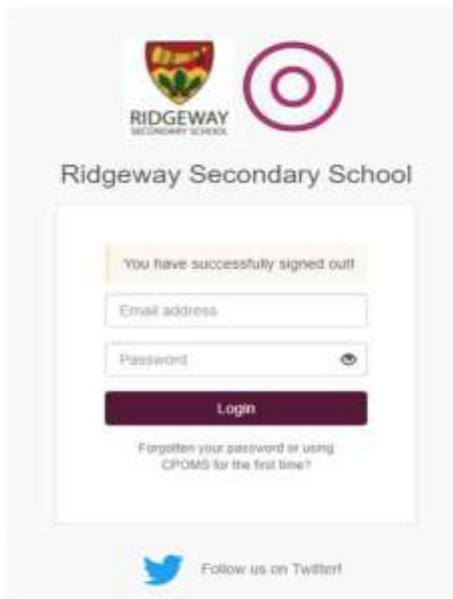 RIDGEWAY
SECONDARY SCHOOL
Ridgeway Secondary School
You have successfully signed out!
Email address
Password
Login
Forgotten your password or using
CPOMS for the first time?
Follow us on Twitter!